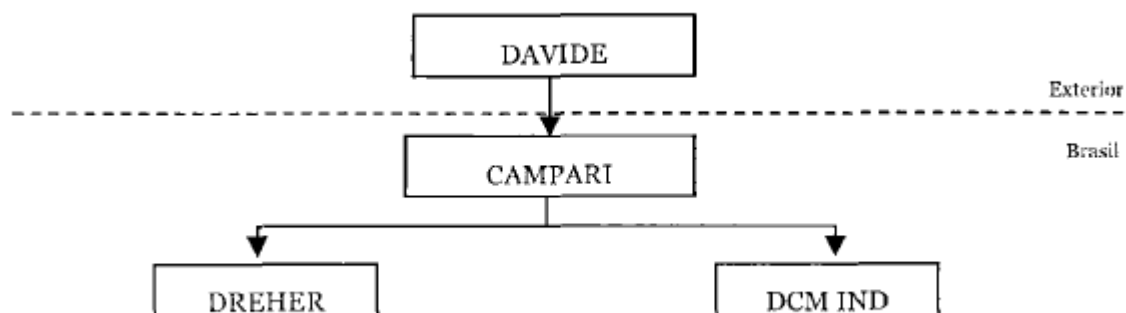 DAVIDE
Exterior
Brasil
CAMPARI
DREHER
DCM IND